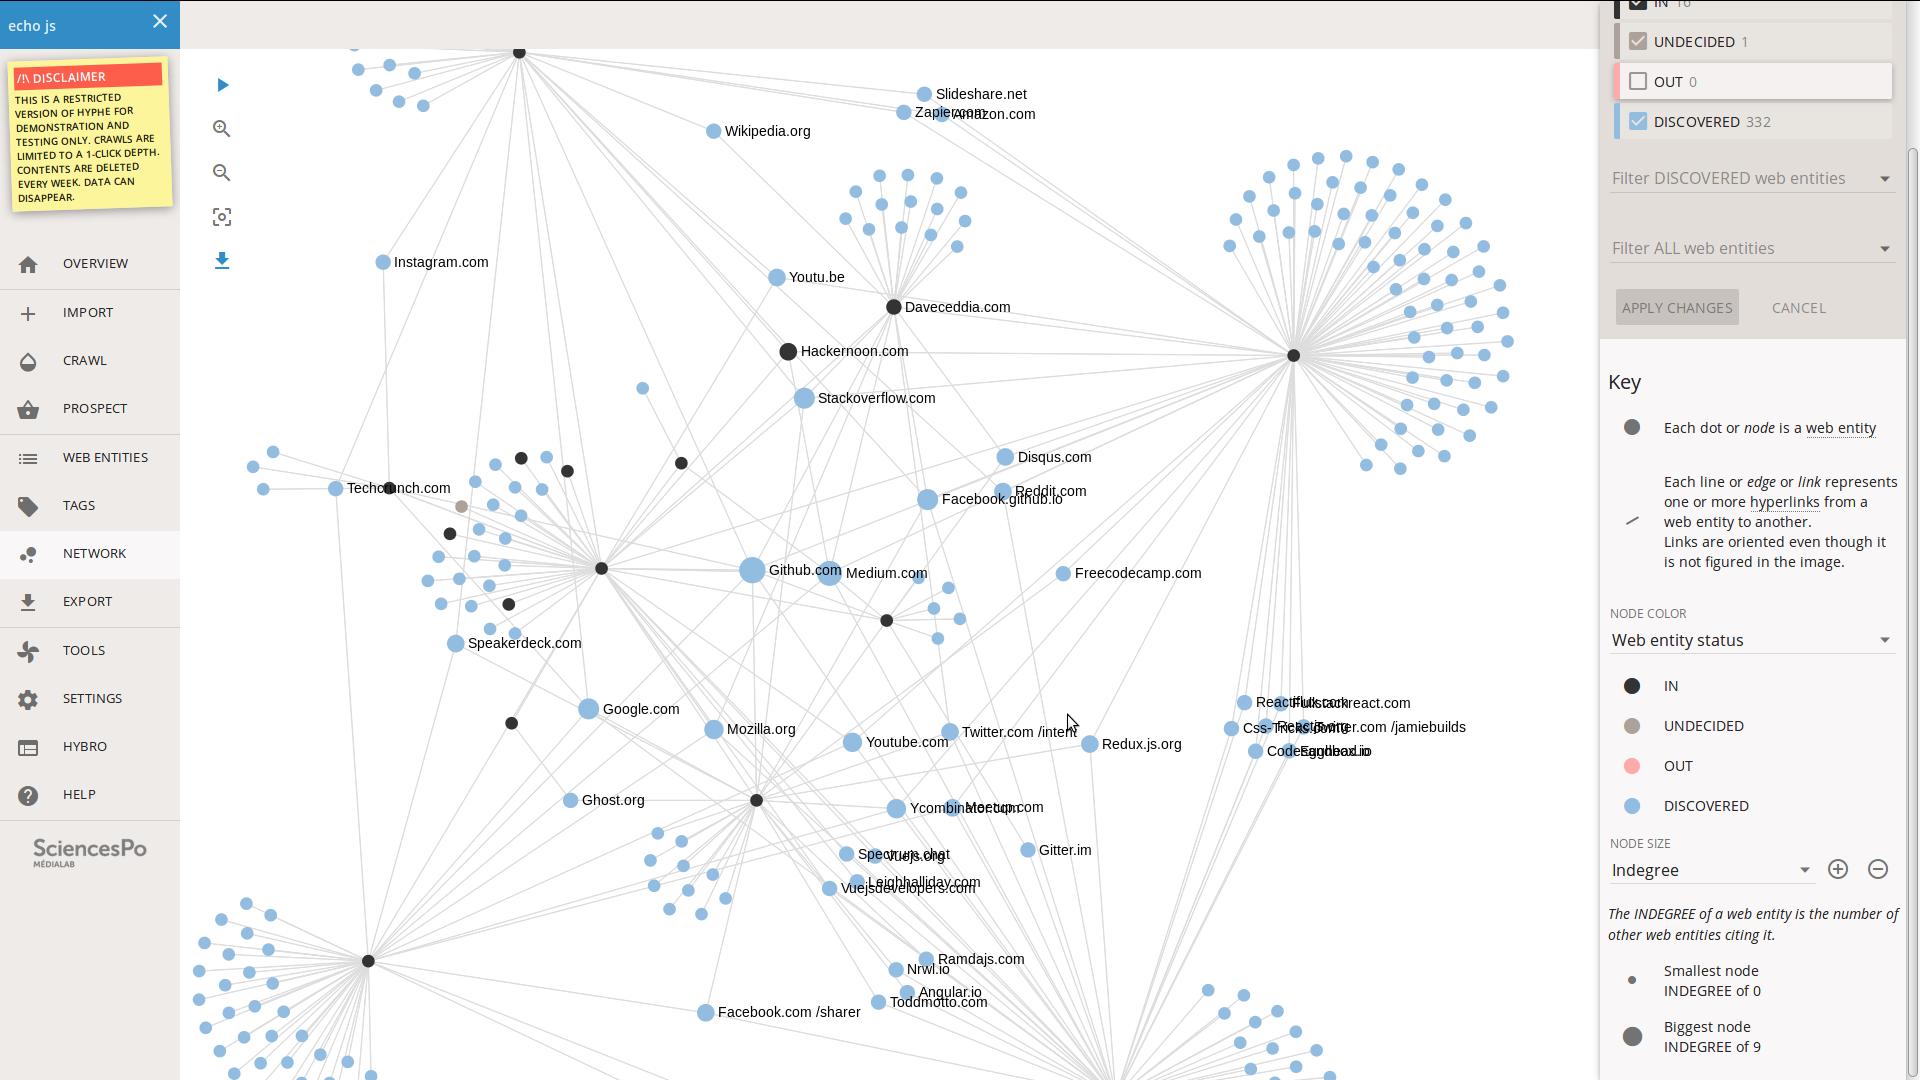 echo js
/!\ DISCLAIMER
THIS IS A RESTRICTED
VERSION OF HYPHE FOR
DEMONSTRATION AND
TESTING ONLY. CRAWLS ARE
LIMITED TO A 1-CLICK DEPTH.
CONTENTS ARE DELETED
EVERY WEEK. DATA CAN
DISAPPEAR.
OVERVIEW
IMPORT
CRAWL
PROSPECT
WEB ENTITIES
TAGS
NETWORK
EXPORT
TOOLS
SETTINGS
HYBRO
HELP
SciencesPo
MÉDIALAB
Slideshare.net
Zapier.com
Amazon.com
Wikipedia.org
Instagram.com
Youtu.be
Daveceddia.com
Hackernoon.com
Stackoverflow.com
Disqus.com
Techcrunch.com
Reddit.com
Facebook.github.io
Github.com
Medium.com
Freecodecamp.com
Speakerdeck.com
Google.com
Reactiflux.com
Fullstackreact.com
Mozilla.org
Twitter.com /intent
Twitter.com /jamiebuilds
Youtube.com
Redux.js.org
Egghead.io
Ghost.org
Ycombinator.com
Meetup.com
Gitter.im
Spectrum.chat
Vuejs.org
Leighhalliday.com
Vuejsdevelopers.com
Ramdajs.com
Nrwl.io
Angular.io
Toddmotto.com
Facebook.com /sharer
IN 16
UNDECIDED 1
OUT 0
DISCOVERED 332
Filter DISCOVERED web entities
Filter ALL web entities
APPLY CHANGES
CANCEL
Key
Each dot or node is a web entity
Each line or edge or link represents
one or more hyperlinks from a
web entity to another.
Links are oriented even though it
is not figured in the image.
NODE COLOR
Web entity status
IN
UNDECIDED
OUT
DISCOVERED
NODE SIZE
Indegree
The INDEGREE of a web entity is the number of
other web entities citing it.
Smallest node
INDEGREE of 0
Biggest node
INDEGREE of 9